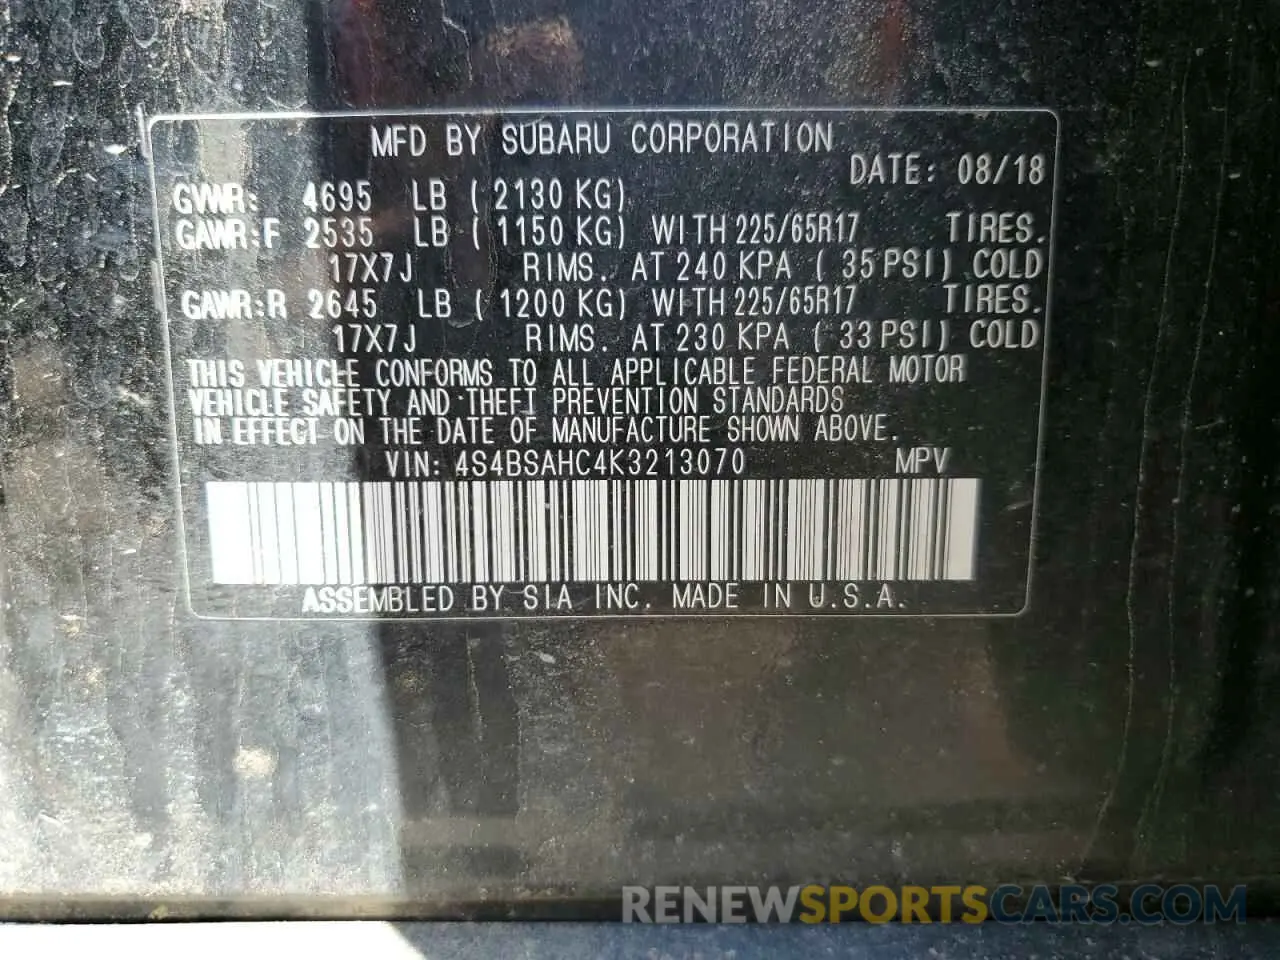 MFD BY SUBARU CORPORATION
DATE: 08/18
GVWR: 4695 LB ( 2130 KG)
GAWR:F 2535 LB ( 1150 KG) WITH 225/65R17 TIRES.
17X7J RIMS. AT 240 KPA ( 35 PSI) COLD
GAWR:R 2645 LB ( 1200 KG) WITH 225/65R17 TIRES.
17X7J RIMS. AT 230 KPA ( 33 PSI) COLD
THIS VEHICLE CONFORMS TO ALL APPLICABLE FEDERAL MOTOR
VEHICLE SAFETY AND THEFT PREVENTION STANDARDS
IN EFFECT ON THE DATE OF MANUFACTURE SHOWN ABOVE.
VIN: 4S4BSAHC4K3213070 MPV
ASSEMBLED BY SIA INC. MADE IN U.S.A.
RENEWSPORTSCARS.COM